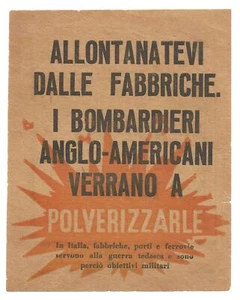 ALLONTANATEVI
DALLE FABBRICHE.
I BOMBARDIERI
ANGLO-AMERICANI
VERRANO A
POLVERIZZARLE
In Italia, fabbriche, porti e ferrovie
servono alla guerra tedesca e sono
perciò obiettivi militari